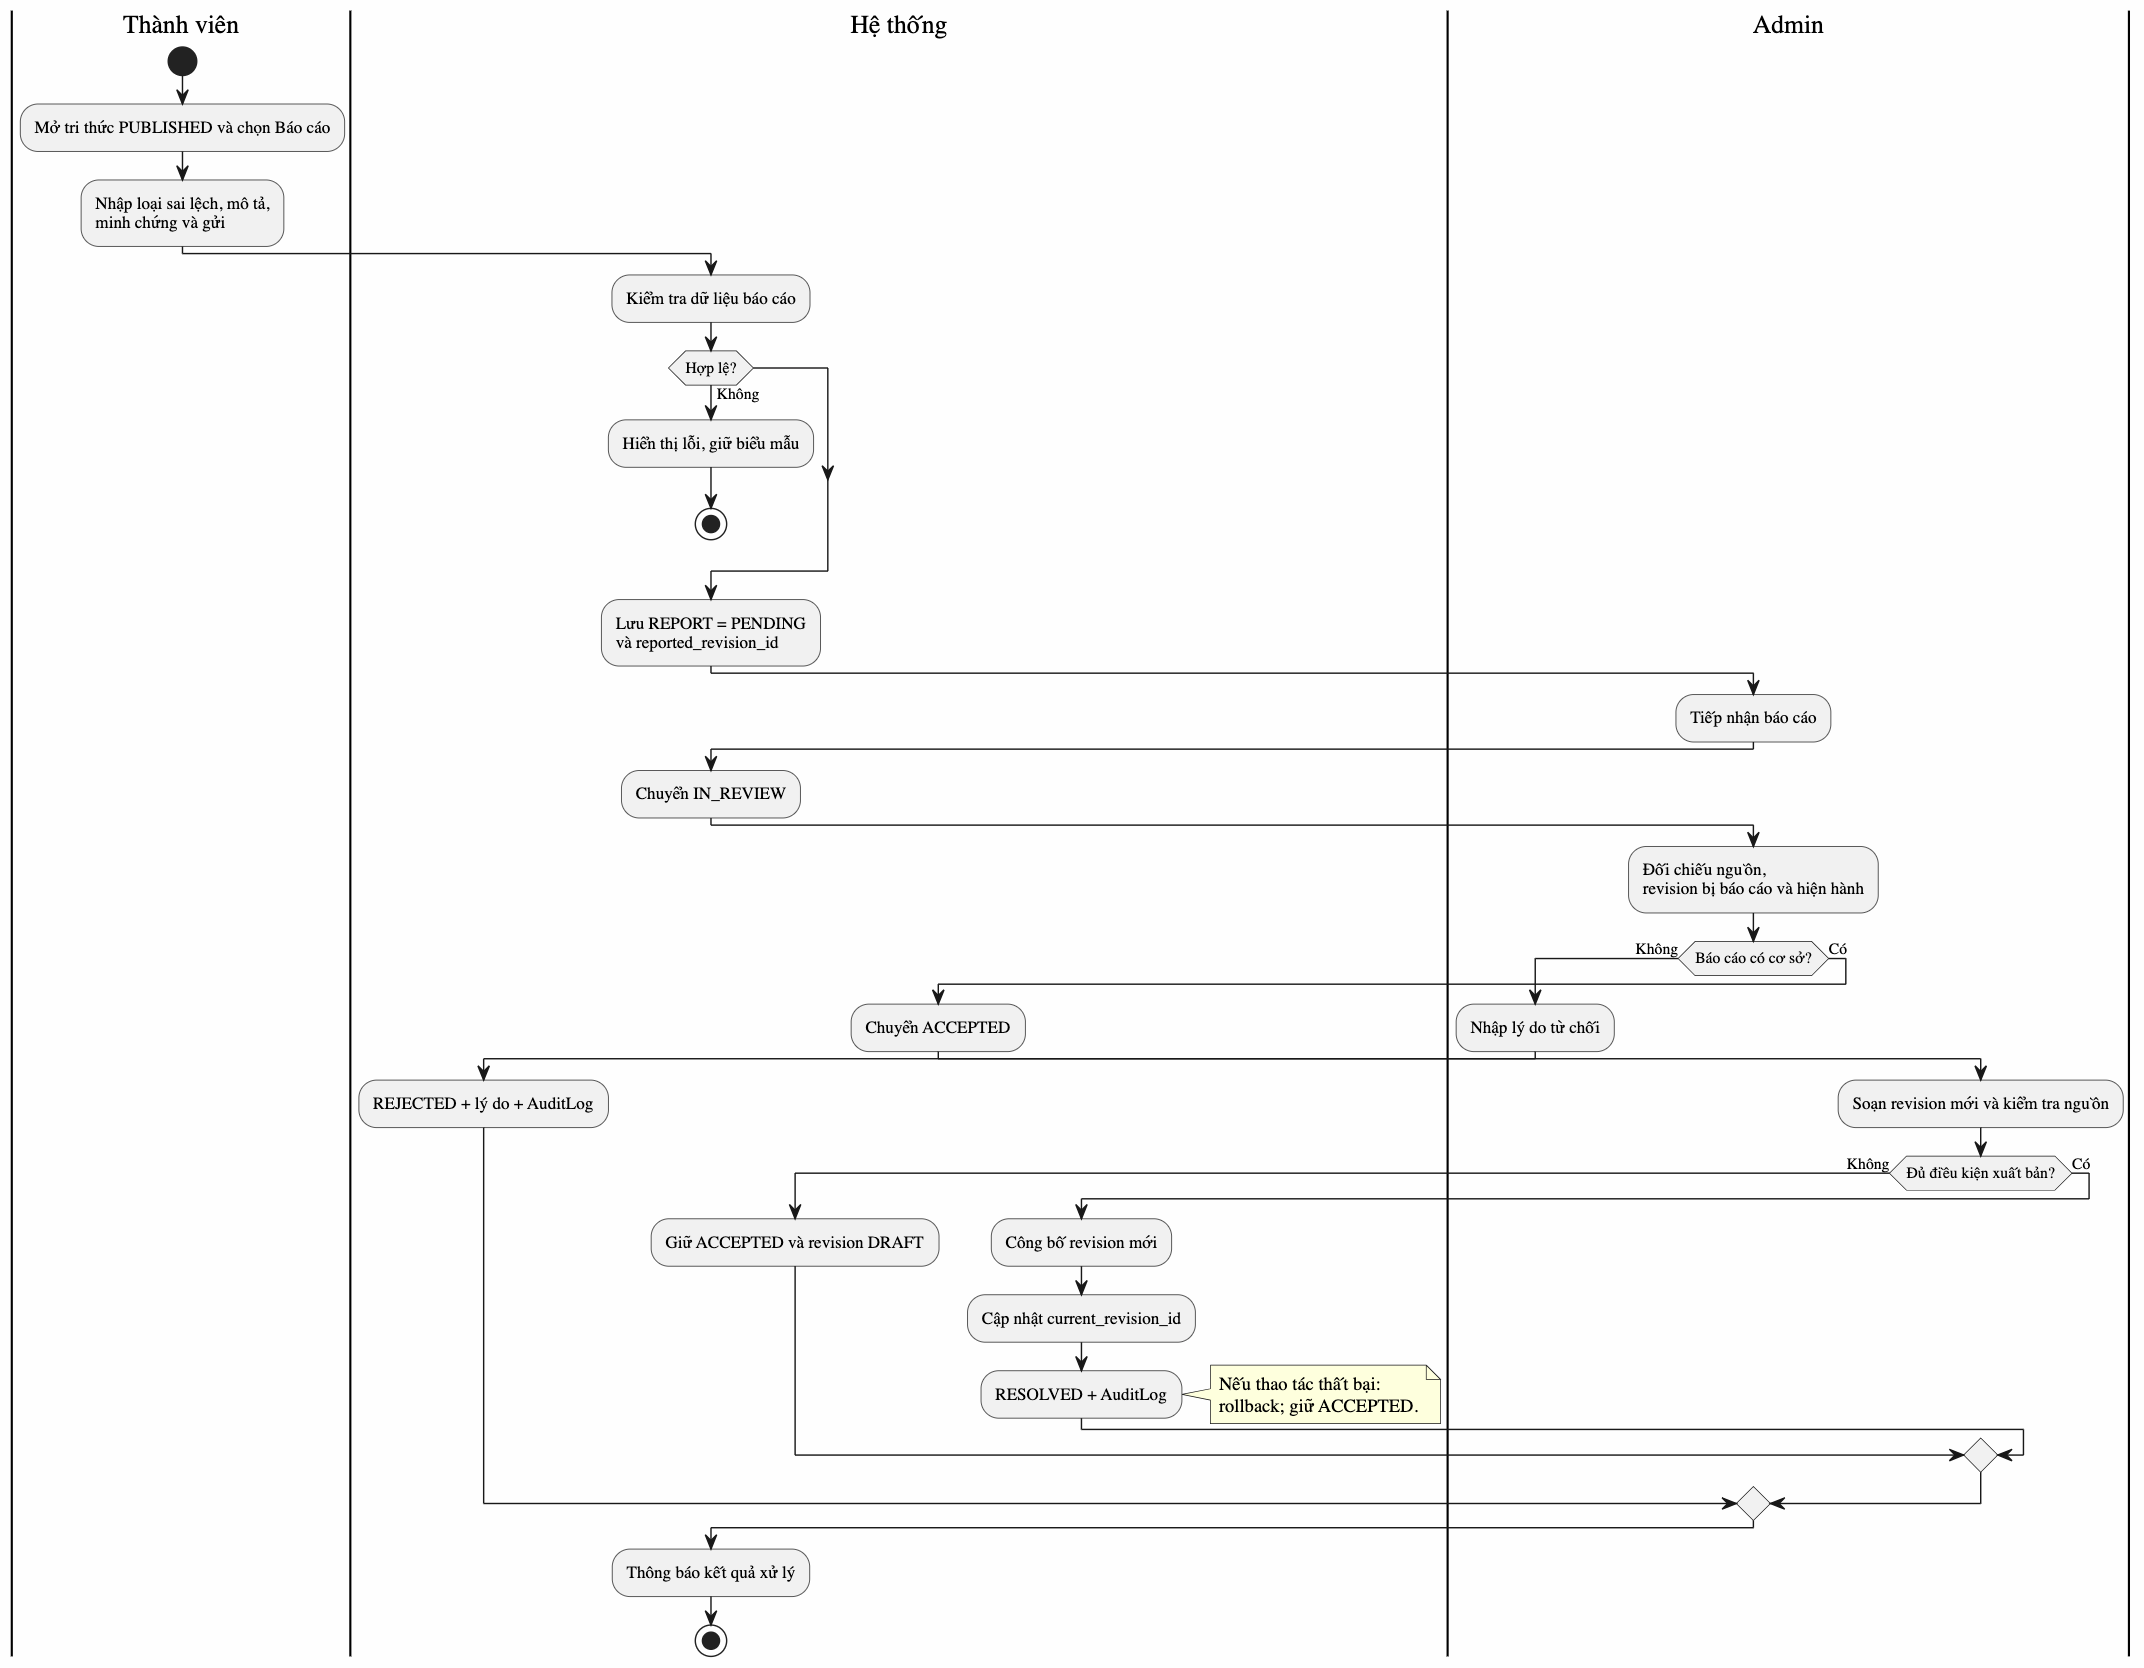 Thành viên
Hệ thống
Admin
Mở tri thức PUBLISHED và chọn Báo cáo
Nhập loại sai lệch, mô tả,
minh chứng và gửi
Kiểm tra dữ liệu báo cáo
Hợp lệ?
Không
Hiển thị lỗi, giữ biểu mẫu
Lưu REPORT = PENDING
và reported_revision_id
Tiếp nhận báo cáo
Chuyển IN_REVIEW
Đối chiếu nguồn,
revision bị báo cáo và hiện hành
Không
Báo cáo có cơ sở?
Có
Chuyển ACCEPTED
Nhập lý do từ chối
REJECTED + lý do + AuditLog
Soạn revision mới và kiểm tra nguồn
Không
Đủ điều kiện xuất bản?
Có
Giữ ACCEPTED và revision DRAFT
Công bố revision mới
Cập nhật current_revision_id
RESOLVED + AuditLog
Nếu thao tác thất bại:
rollback; giữ ACCEPTED.
Thông báo kết quả xử lý